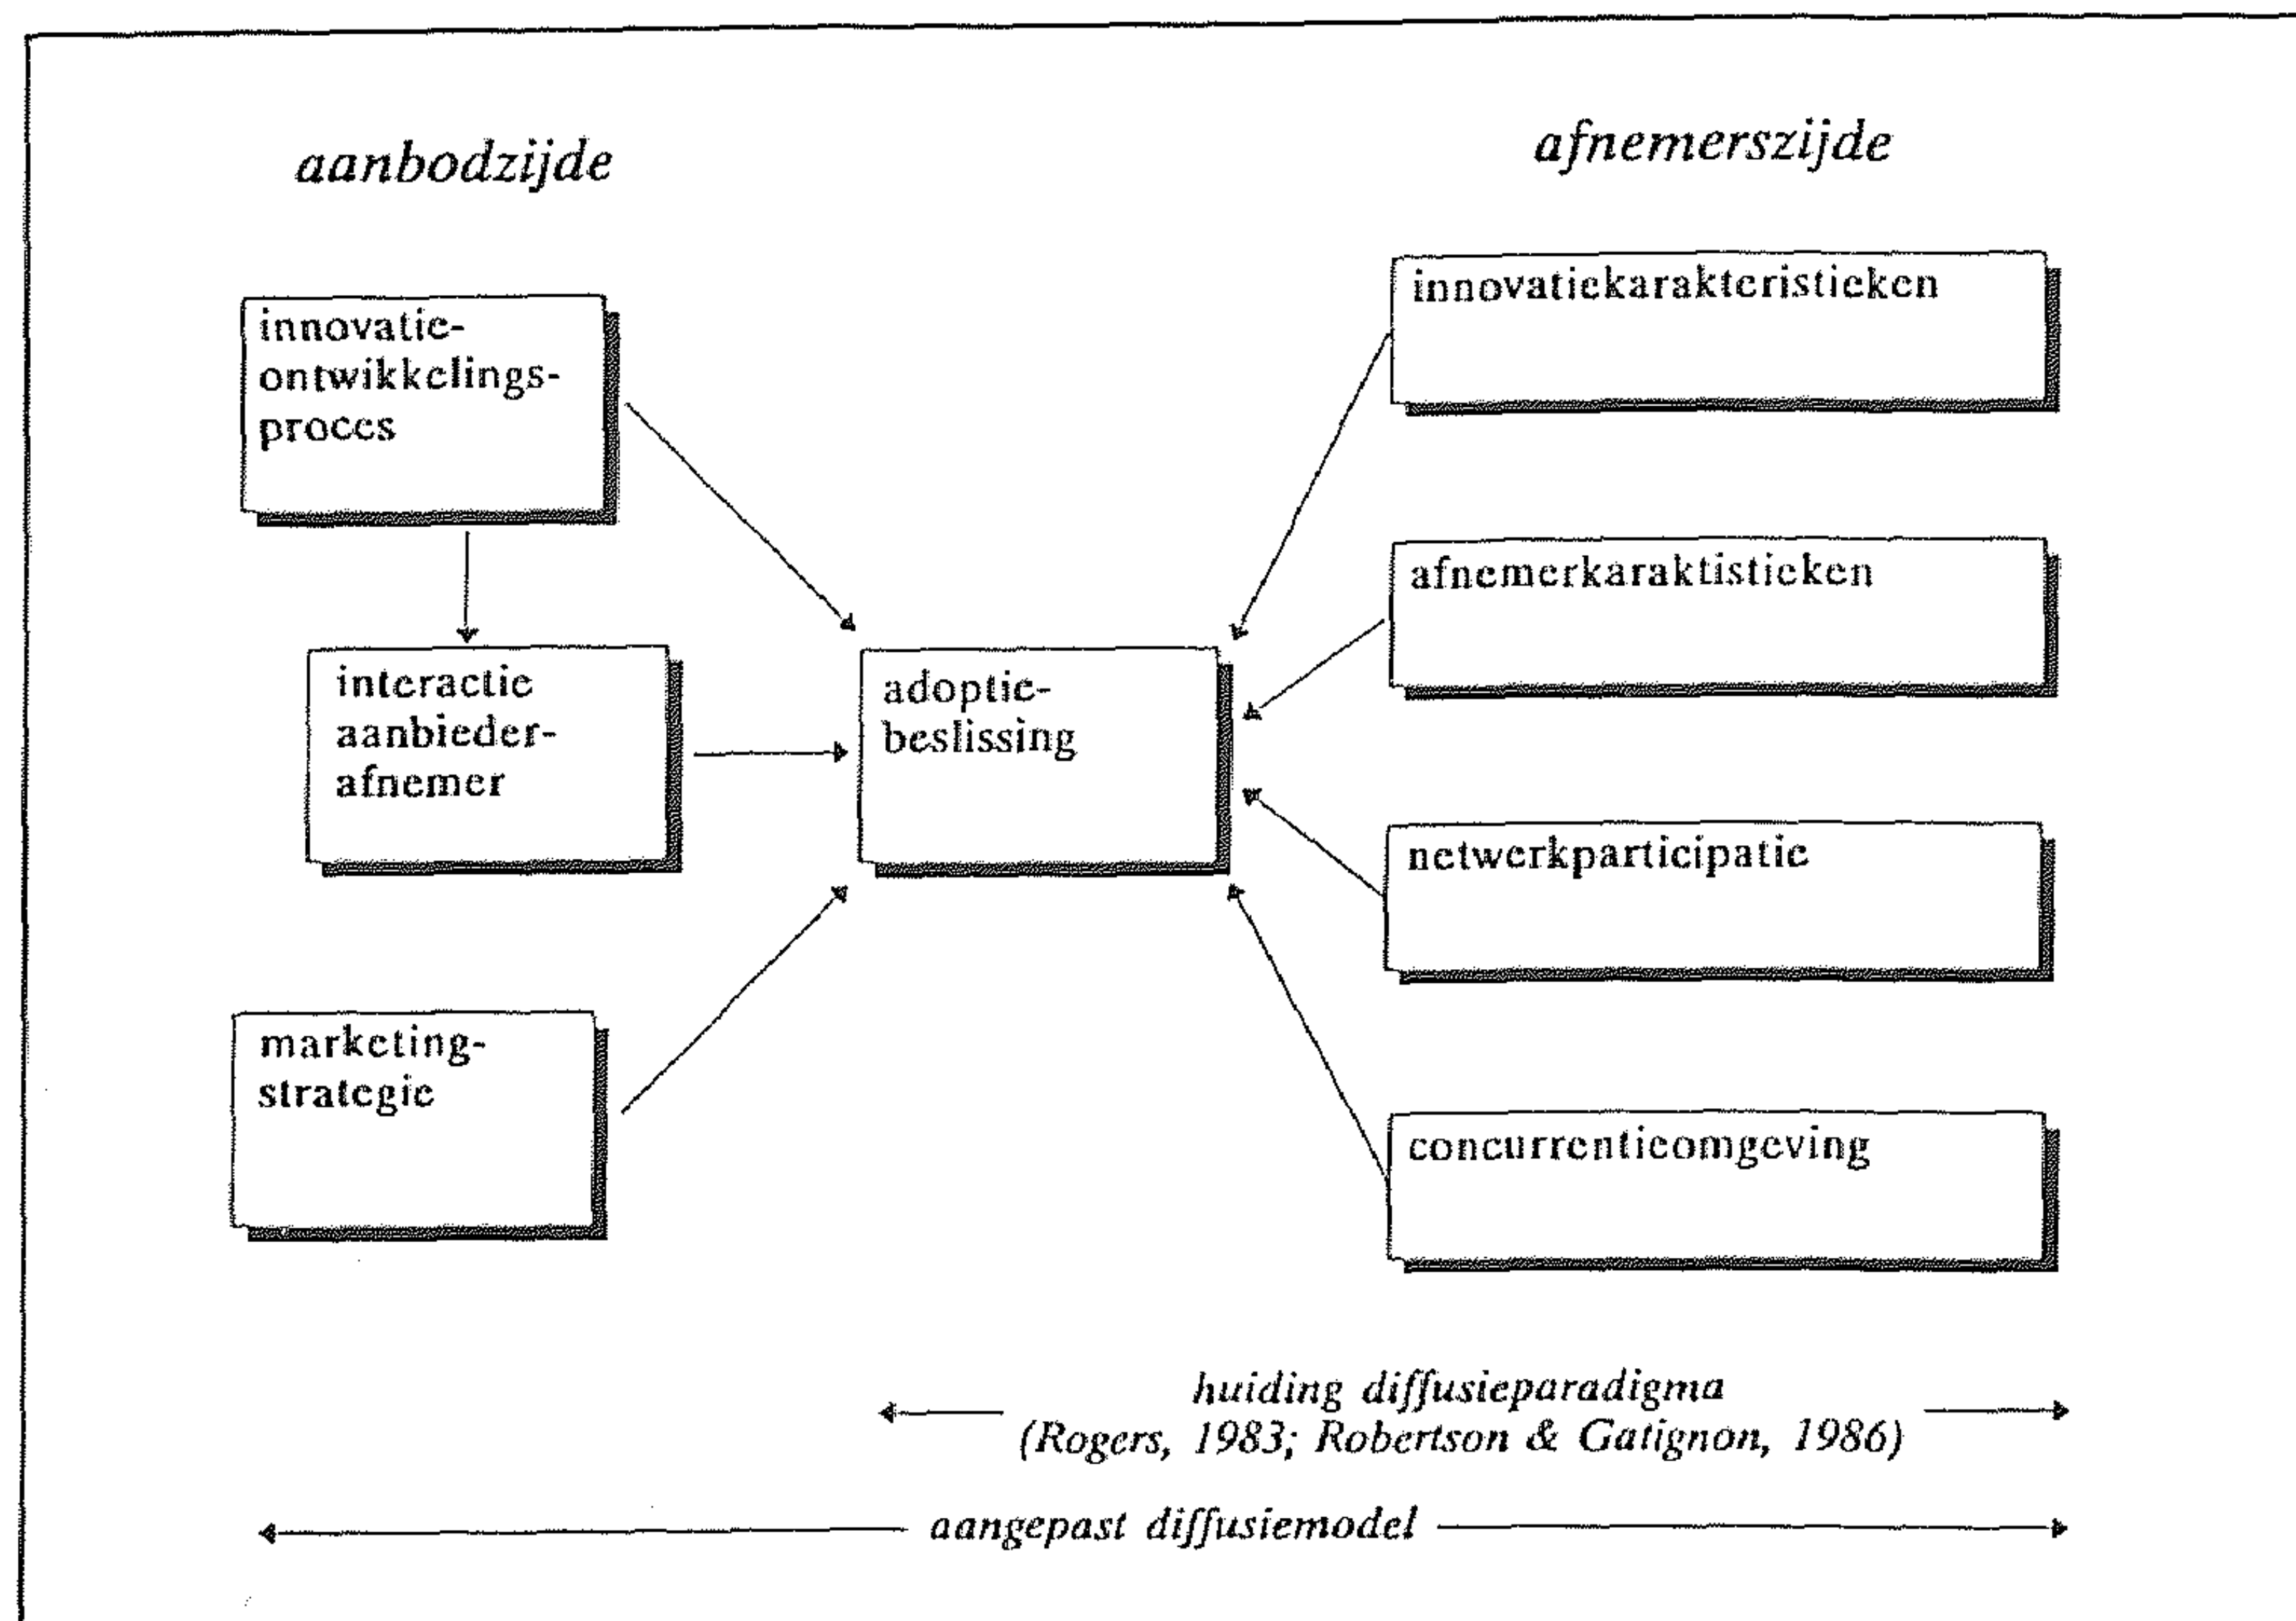 aanbodzijde
afnemerszijde
innovatie-
ontwikkelings-
proces
interactie
aanbieder-
afnemer
marketing-
strategie
adoptie-
beslissing
innovatiekarakteristieken
afnemerkaraktistieken
netwerkparticipatie
concurrentieomgeving
huiding diffusieparadigma
(Rogers, 1983; Robertson & Gatignon, 1986)
aangepast diffusiemodel